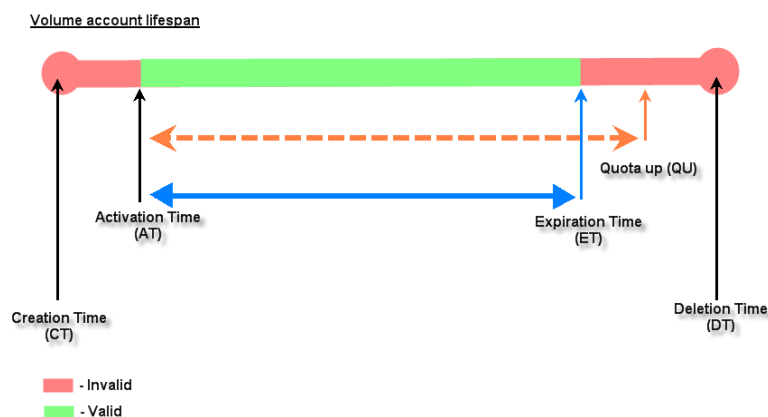 Volume account lifespan
Quota up (QU)
Activation Time
(AT)
Expiration Time
(ET)
Creation Time
(CT)
Deletion Time
(DT)
- Invalid
- Valid